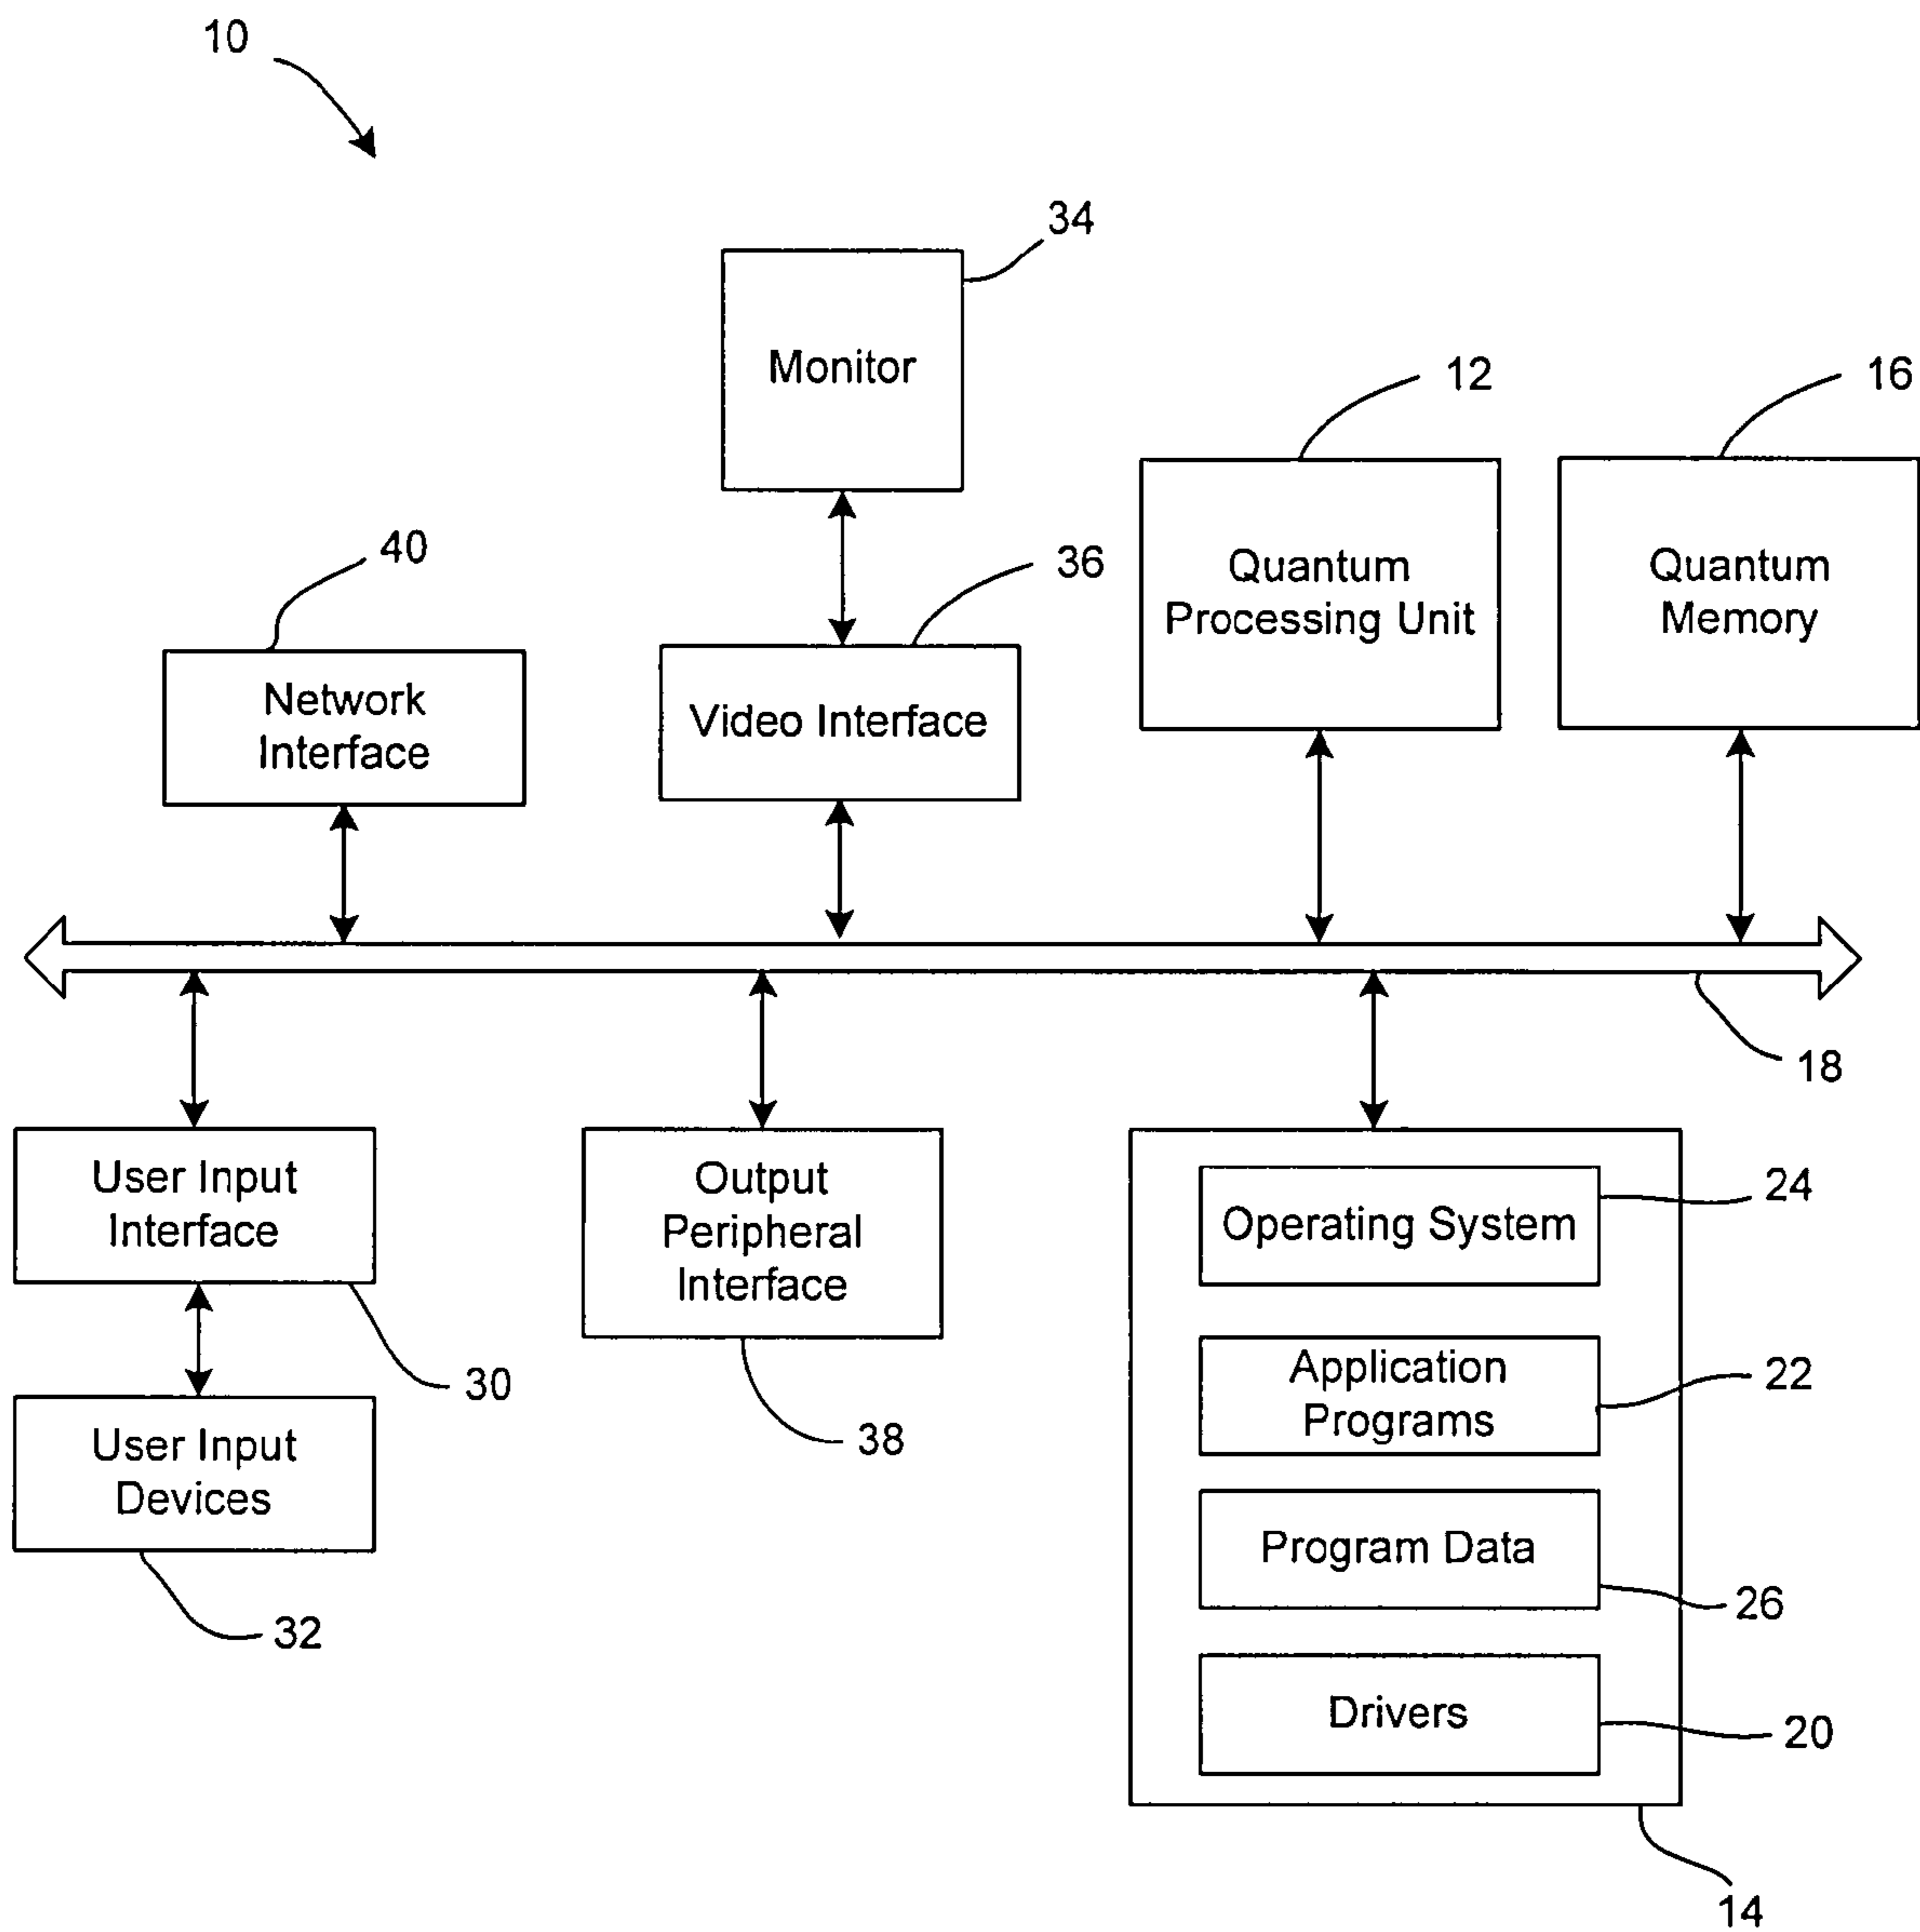 10
34
Monitor
12
16
40
36
Quantum
Processing Unit
Quantum
Memory
Network
Interface
Video Interface
18
User Input
Interface
Output
Peripheral
Interface
24
Operating System
30
Application
Programs
22
38
User Input
Devices
Program Data
26
32
Drivers
20
14